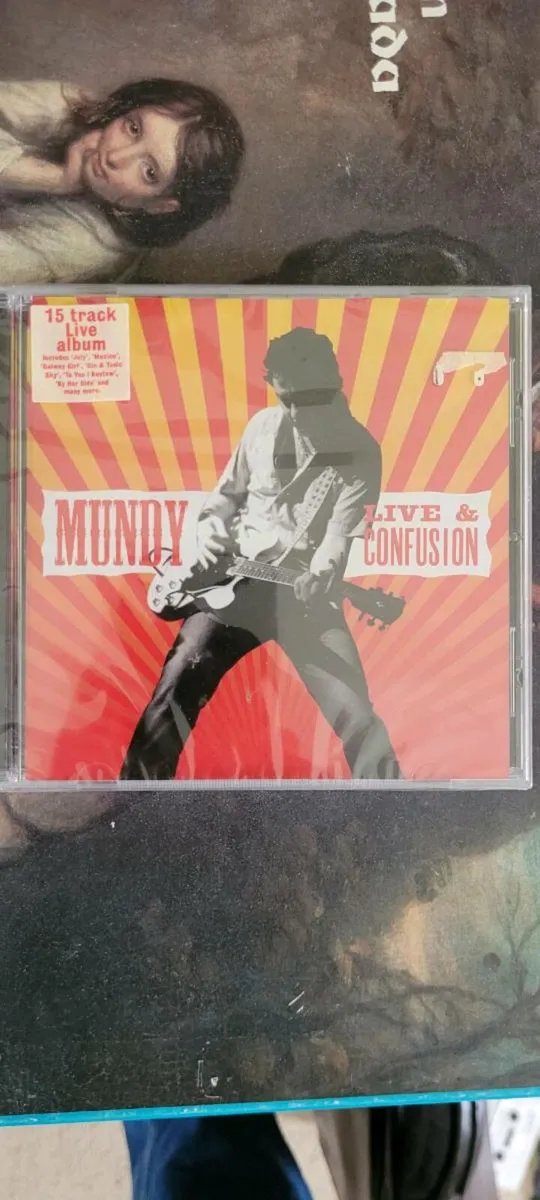 15 track
Live
album
Includes 'July', 'Mexico',
'Galway Girl', 'Gin & Tonic
Sky', 'To You I Bestow',
'By Her Side' and
many more.
MUNDY
LIVE &
CONFUSION